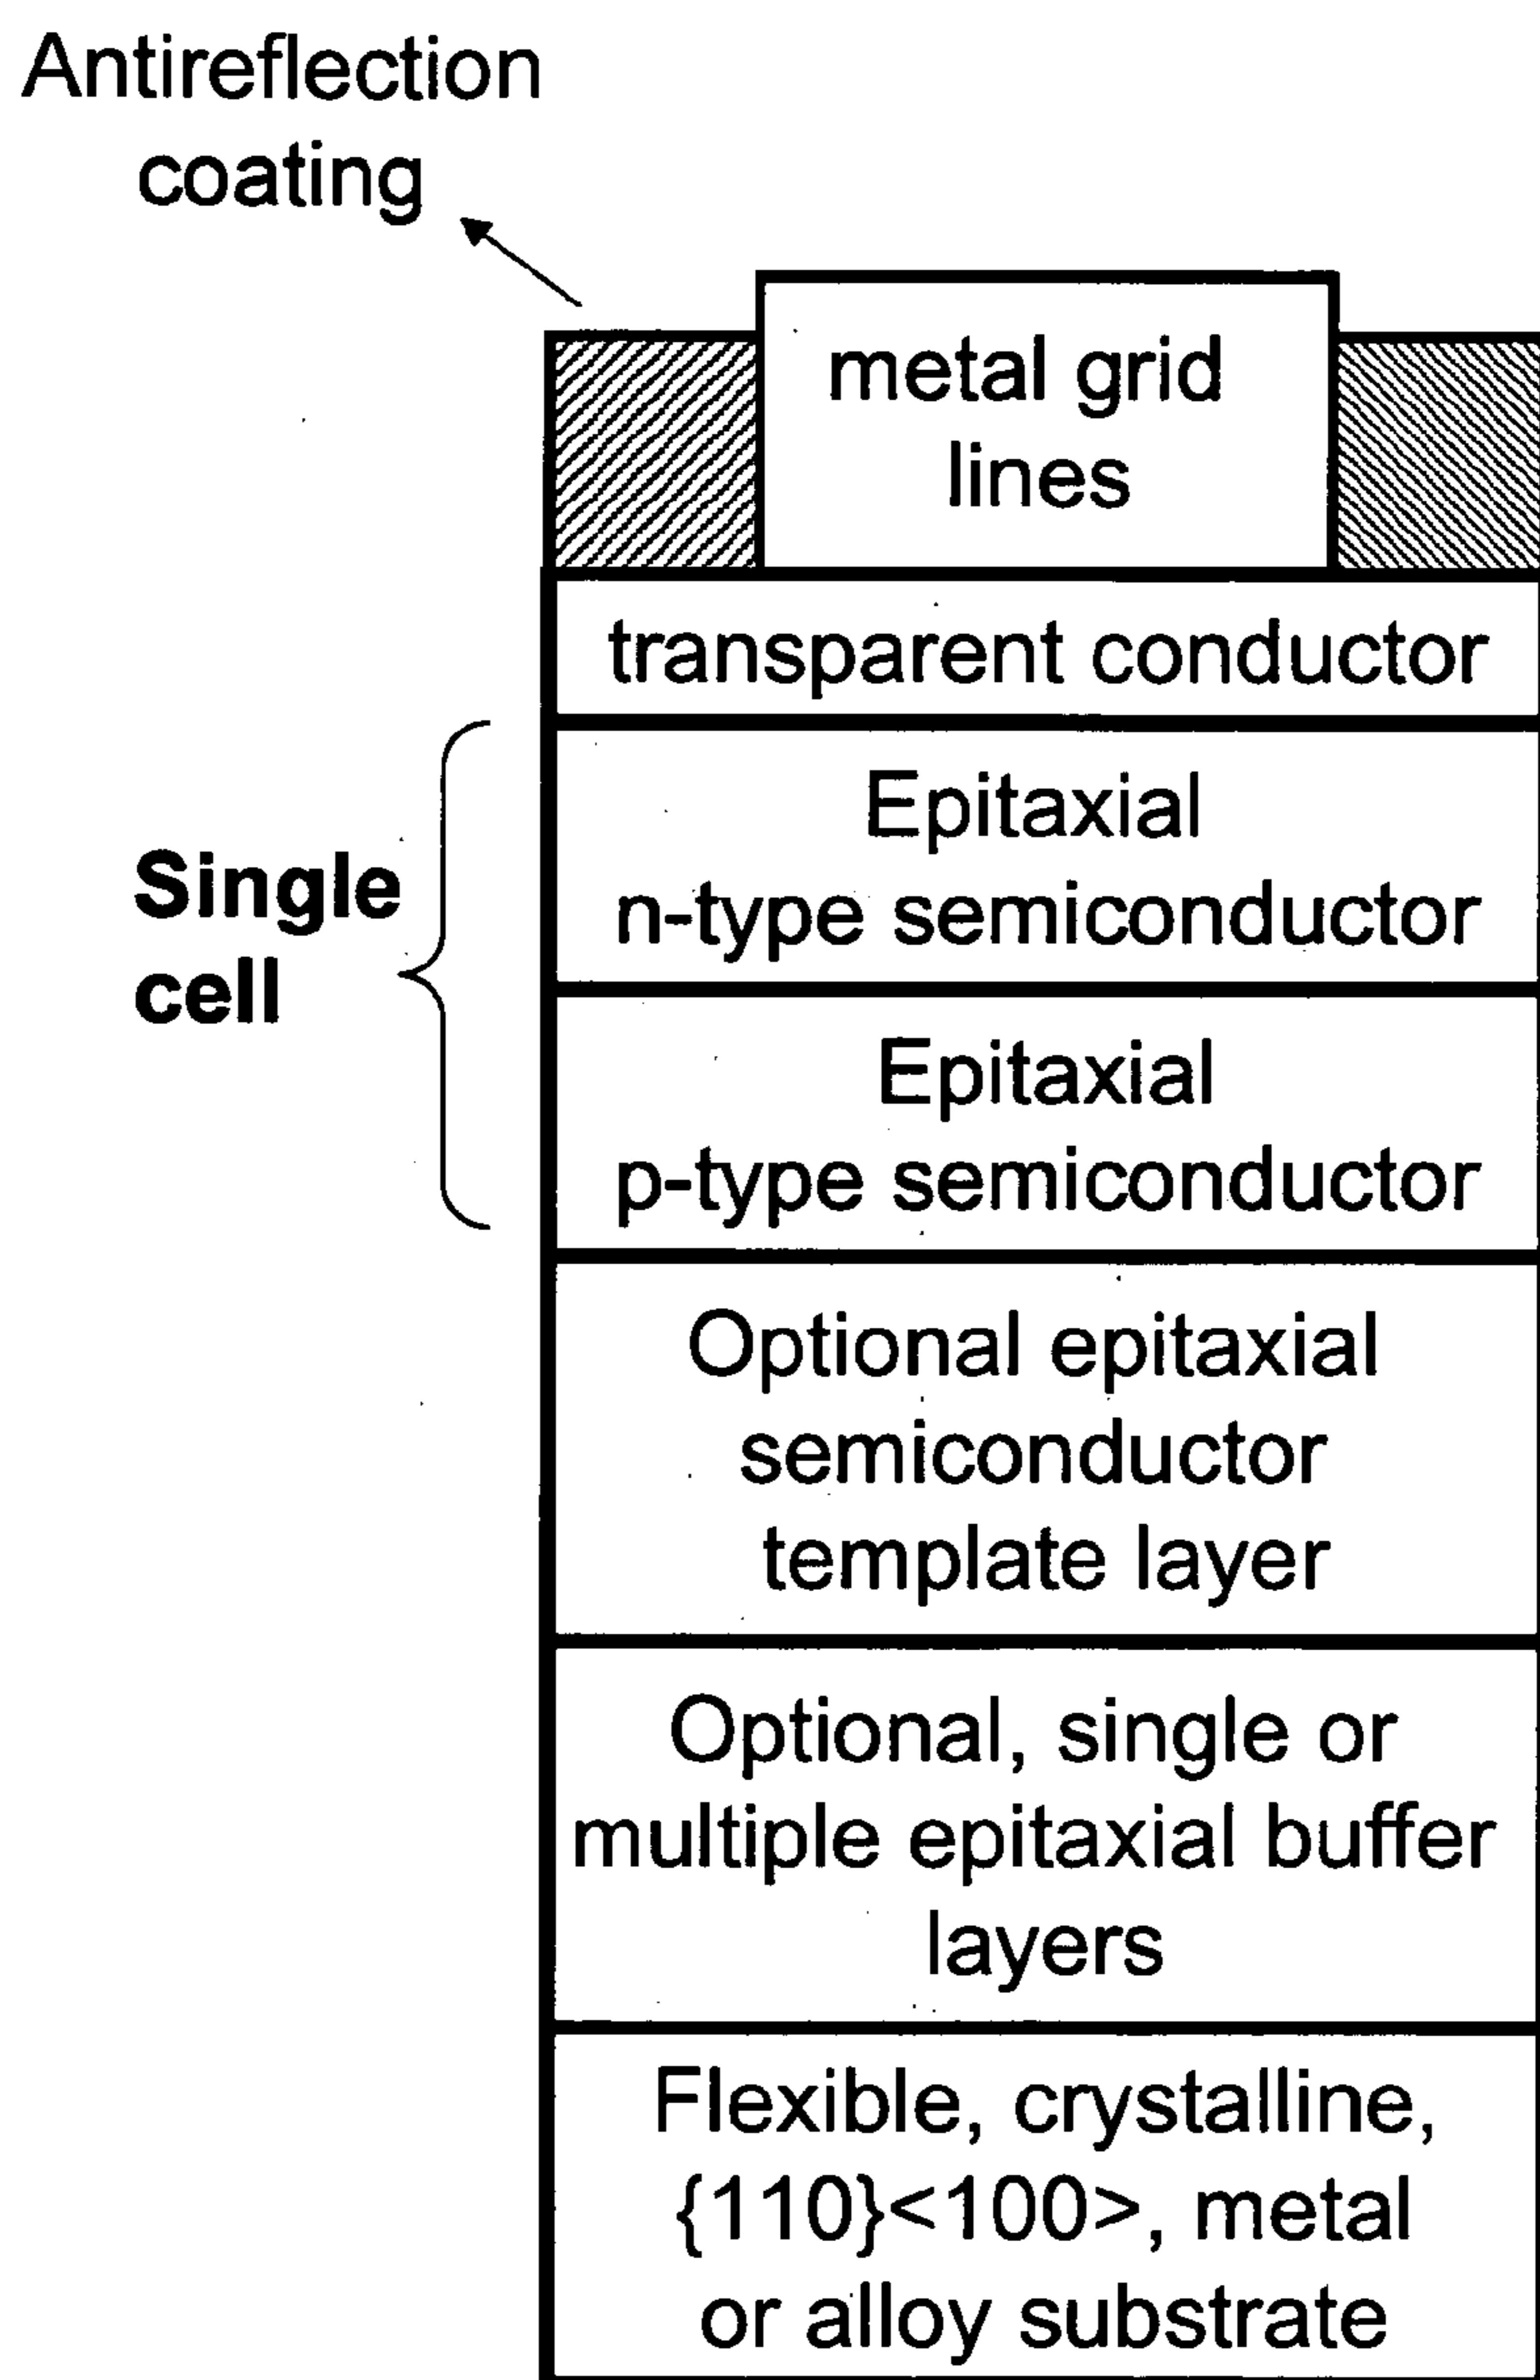 Antireflection
coating
metal grid
lines
transparent conductor
Single
cell
Epitaxial
n-type semiconductor
Epitaxial
p-type semiconductor
Optional epitaxial
semiconductor
template layer
Optional, single or
multiple epitaxial buffer
layers
Flexible, crystalline,
{110}<100>, metal
or alloy substrate